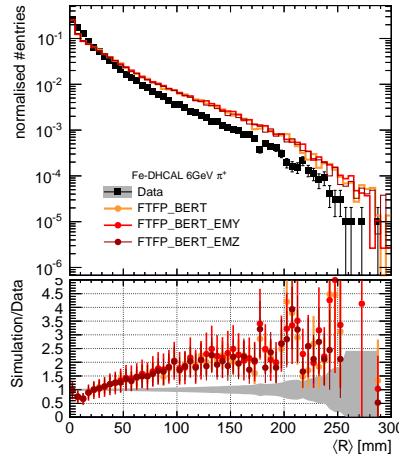 normalised #entries
10⁻¹
10⁻²
10⁻³
10⁻⁴
10⁻⁵
10⁻⁶
Fe-DHCAL 6GeV π⁺
Data
FTFP_BERT
FTFP_BERT_EMY
FTFP_BERT_EMZ
Simulation/Data
5
4.5
4
3.5
3
2.5
2
1.5
1
0.5
0
0 50 100 150 200 250 300
⟨R⟩ [mm]